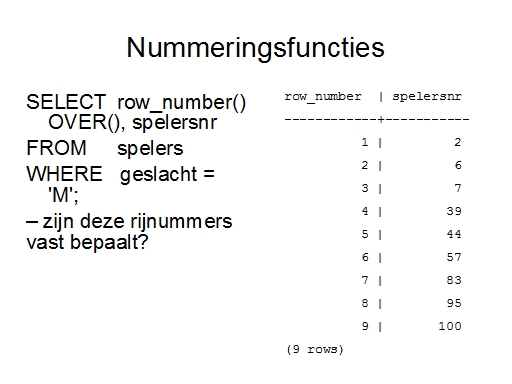 Nummeringsfuncties
SELECT row_number()
OVER(), spelersnr
FROM spelers
WHERE geslacht =
'M';
– zijn deze rijnummers
vast bepaalt?
row_number | spelersnr
-------------+-----------
1 | 2
2 | 6
3 | 7
4 | 39
5 | 44
6 | 57
7 | 83
8 | 95
9 | 100
(9 rows)